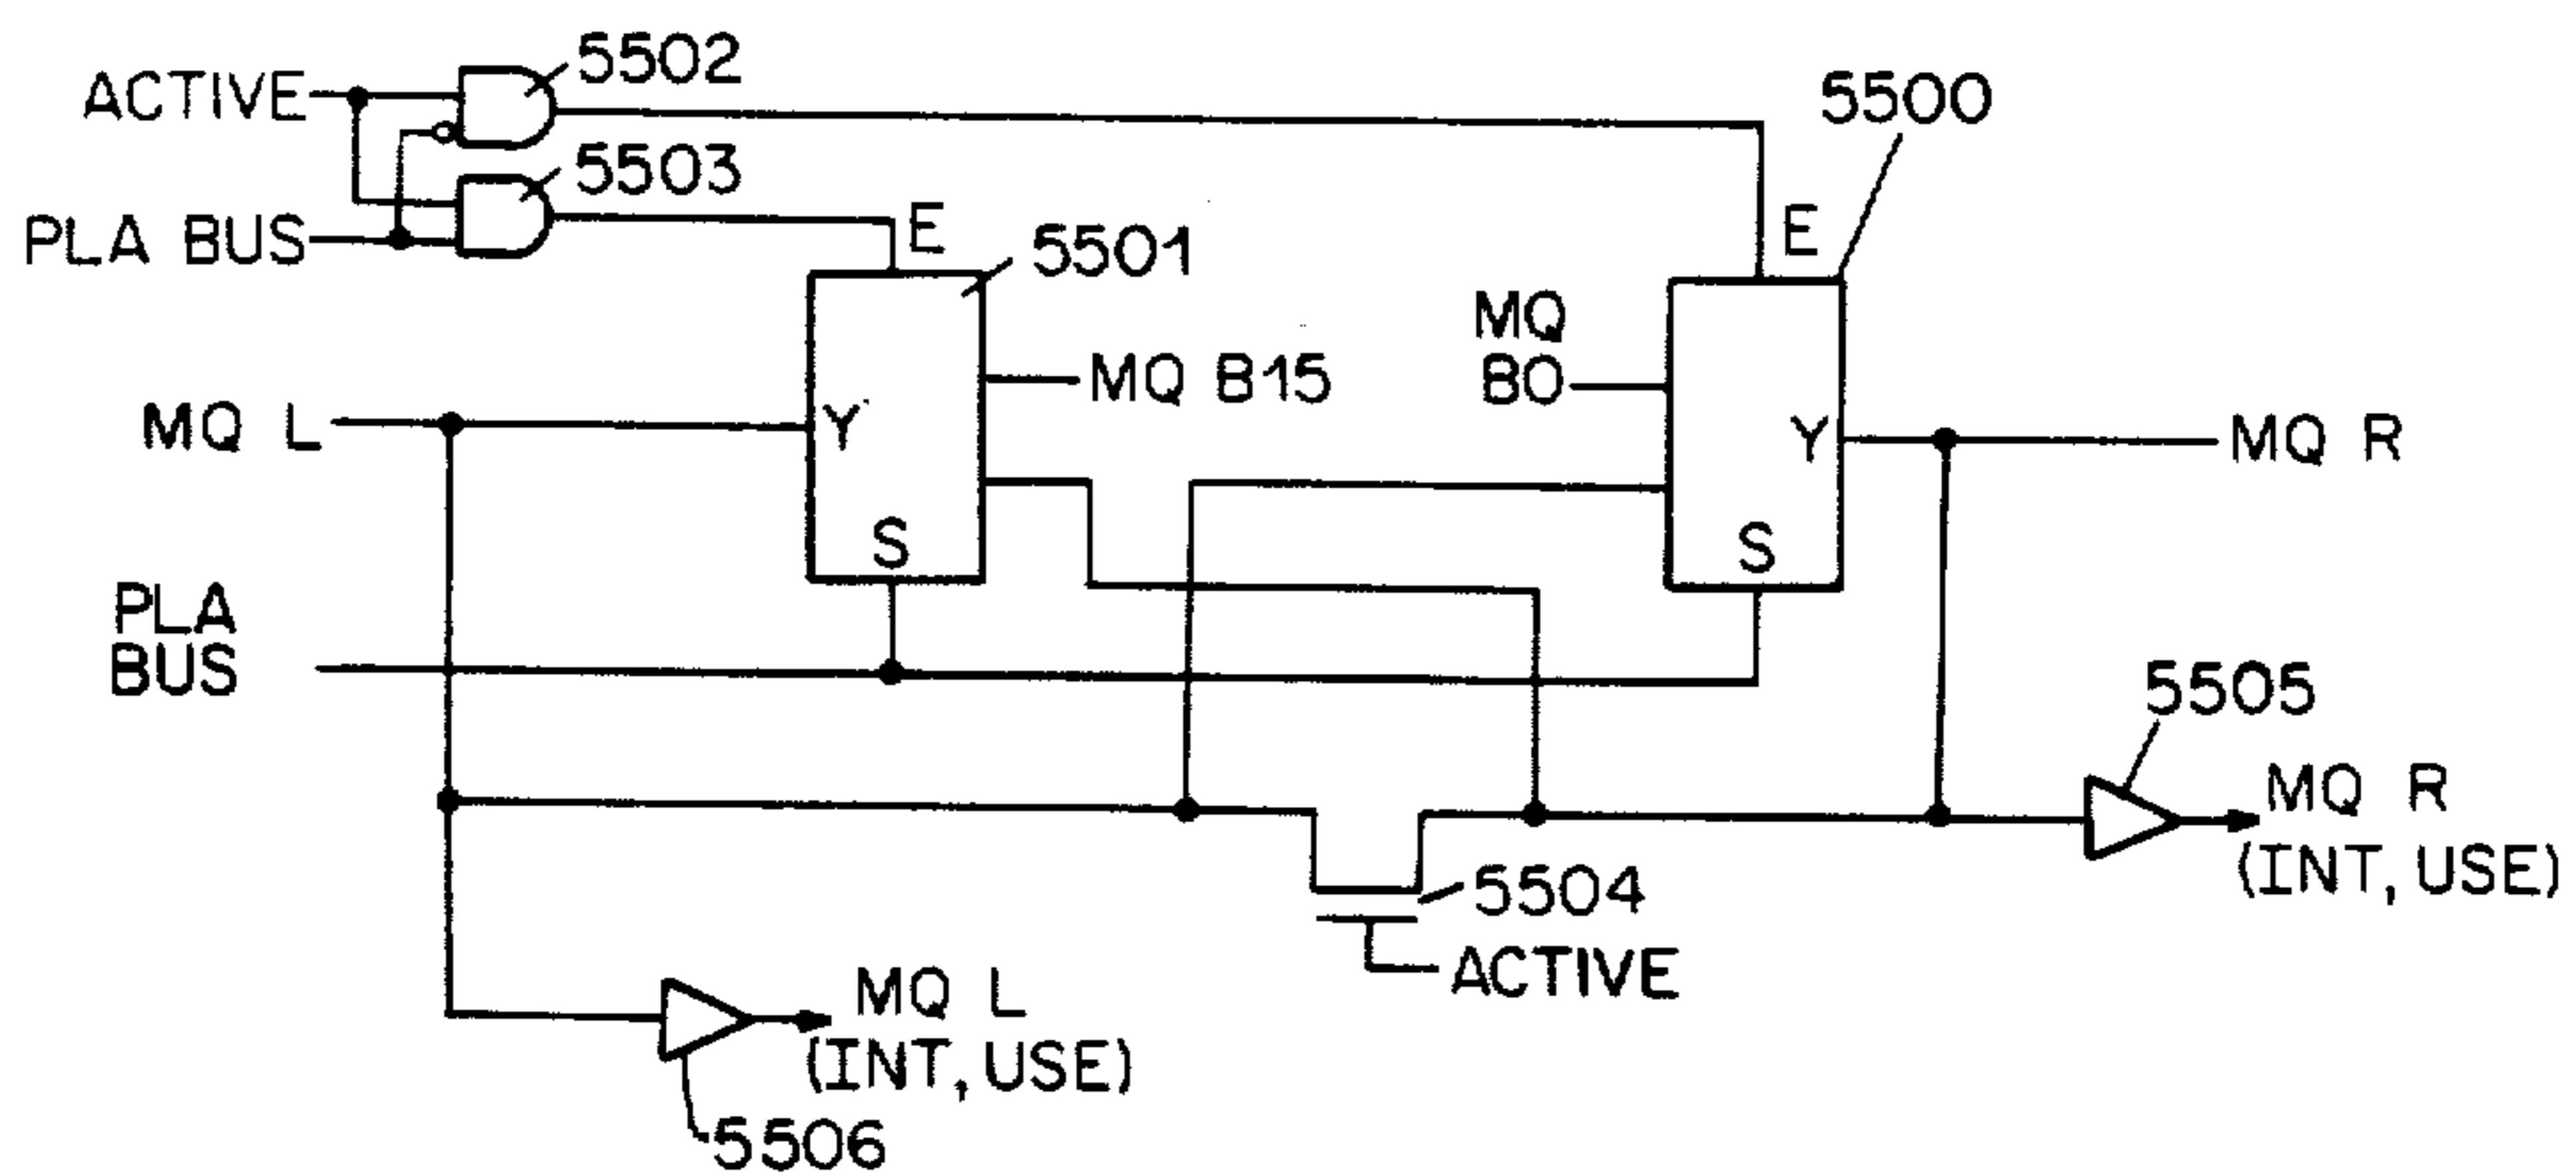 5502
ACTIVE
5500
5503
PLA BUS
E
5501
E
MQ
B0
MQ B15
MQ L
Y
Y
MQ R
S
S
PLA
BUS
5505
MQ R
(INT, USE)
5504
ACTIVE
MQ L
(INT, USE)
5506